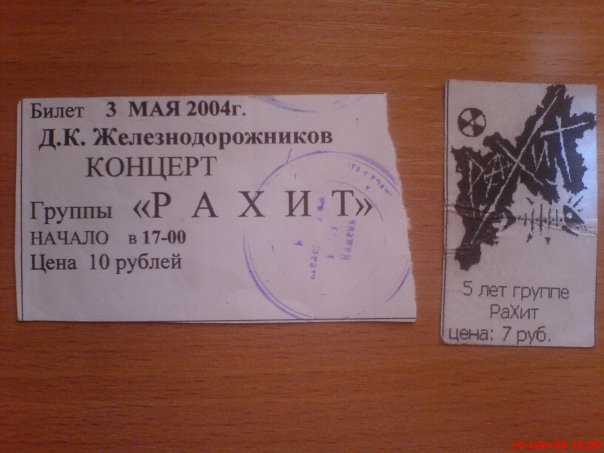 Билет 3 МАЯ 2004г.
Д.К. Железнодорожников
КОНЦЕРТ
Группы «Р А Х И Т»
НАЧАЛО в 17-00
Цена 10 рублей
РаХит
5 лет группе
РаХит
цена: 7 руб.